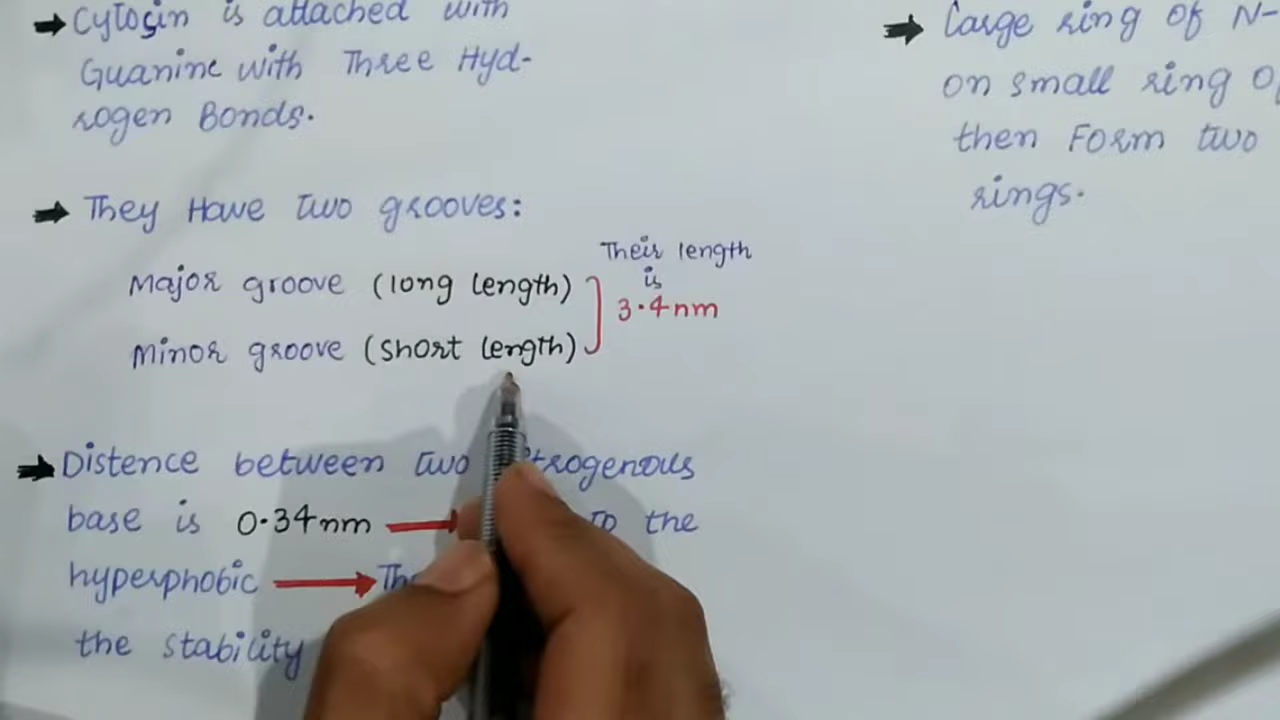 Cytosin is attached with
Guanine with Three Hyd-
rogen Bonds.
They Have two grooves:
Major groove (long length)
Minor groove (short length)
Their length
is
3.4nm
Distence between two
base is 0.34nm to the
hyperphobic
the stability
Large ring of N-
on small ring
then Form two
rings.